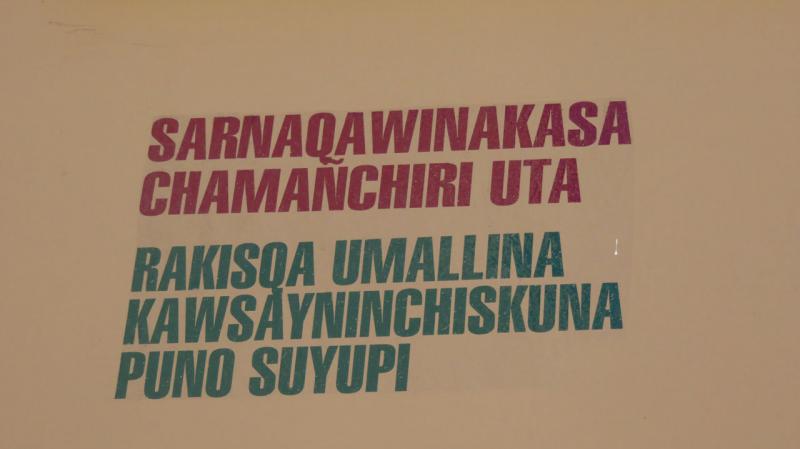 SARNAQAWINAKASA
CHAMAÑCHIRI UTA
RAKISQA UMALLINA
KAWSAYNINCHISKUNA
PUNO SUYUPI